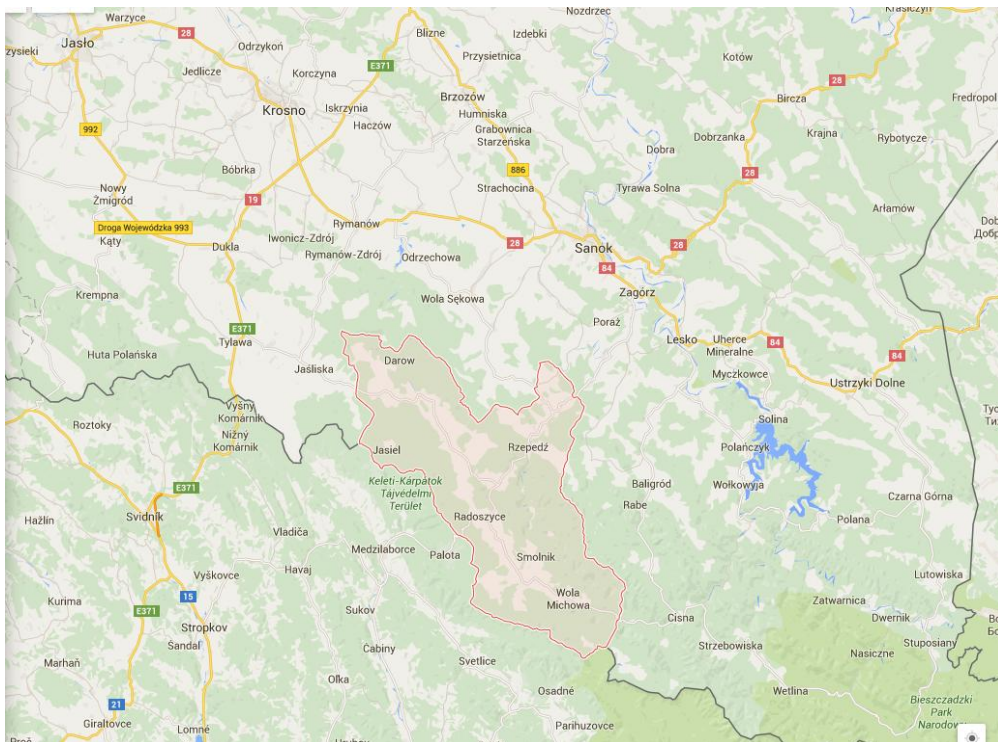 Warzyce
Nozdrzec
Krasiczyn
Jasło
28
Odrzykoń
Blizne
Izdebki
Przysietnica
Kotów
Jedlicze
Korczyna
E371
28
Krosno
Iskrzynia
Haczów
Brzozów
Humniska
Grabownica
Starzeńska
Bircza
Fredropol
992
Dobrzanka
Krajna
Rybotycze
Dobra
Bóbrka
886
28
Nowy
Żmigród
Strachocina
Tyrawa Solna
19
Arłamów
Droga Wojewódzka 993
Kąty
Rymanów
Iwonicz-Zdrój
Dukla
28
Sanok
28
Rymanów-Zdrój
Odrzechowa
84
Krempna
Wola Sękowa
Zagórz
E371
Tylawa
Poraż
Huta Polańska
Darow
Lesko
Uherce
Mineralne
84
84
Jaśliska
Myczkowce
Ustrzyki Dolne
Vyšný
Komárnik
Roztoky
Nižný
Komárnik
Solina
Jasiel
Rzepedź
Polańczyk
E371
Keleti-Kárpátok
Tájvédelmi
Terület
Baligród
Wołkowyja
Czarna Górna
Hažlín
Svidník
Radoszyce
Rabe
Polana
Vladiča
Medzilaborce
Palota
Smolnik
Vyškovce
Havaj
Lutowiska
Kurima
E371
15
Wola
Michowa
Zatwarnica
Sukov
Stropkov
Cisna
Dwernik
Šandal
Čabiny
Strzebowiska
Stuposiany
Nasiczne
Marhaň
Svetlice
Oľka
Osadné
Wetlina
Bieszczadzki
Park
Narodowy
21
Giraltovce
Lomné
Parihuzovce